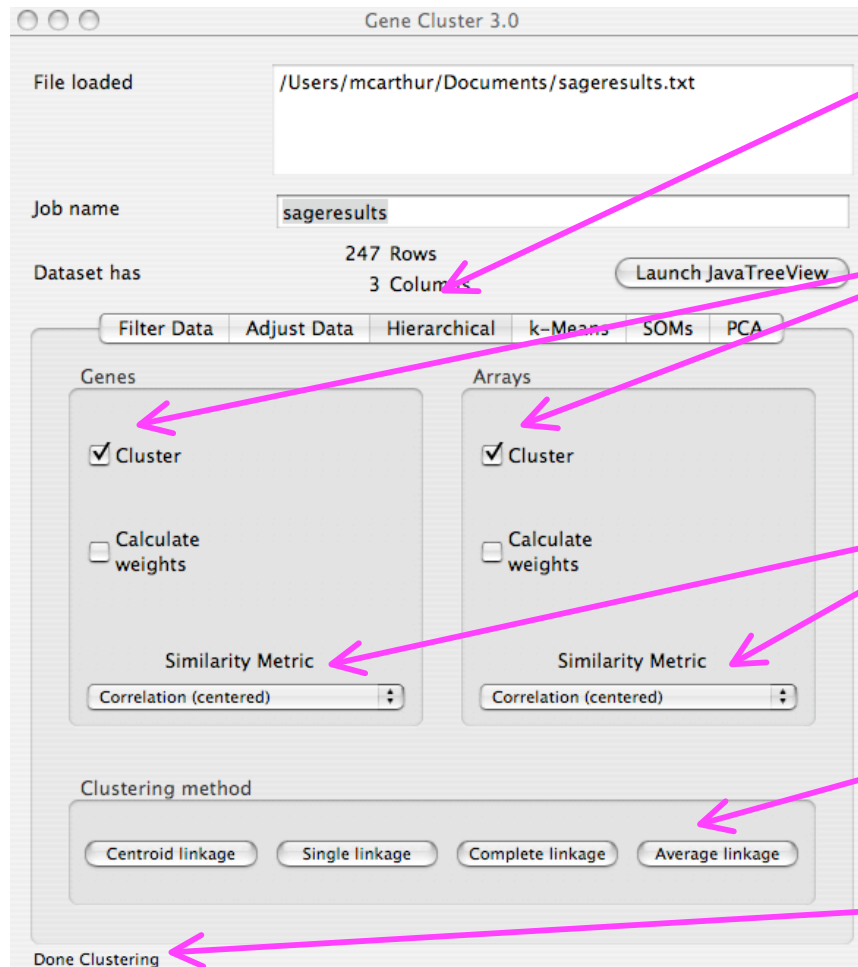 Gene Cluster 3.0
File loaded
/Users/mcarthur/Documents/sageresults.txt
Job name
sageresults
Dataset has
247 Rows
3 Columns
Launch JavaTreeView
Filter Data Adjust Data Hierarchical k-Means SOMs PCA
Genes
Arrays
Cluster
Cluster
Calculate
weights
Calculate
weights
Similarity Metric
Similarity Metric
Correlation (centered)
Correlation (centered)
Clustering method
Centroid linkage Single linkage Complete linkage Average linkage
Done Clustering